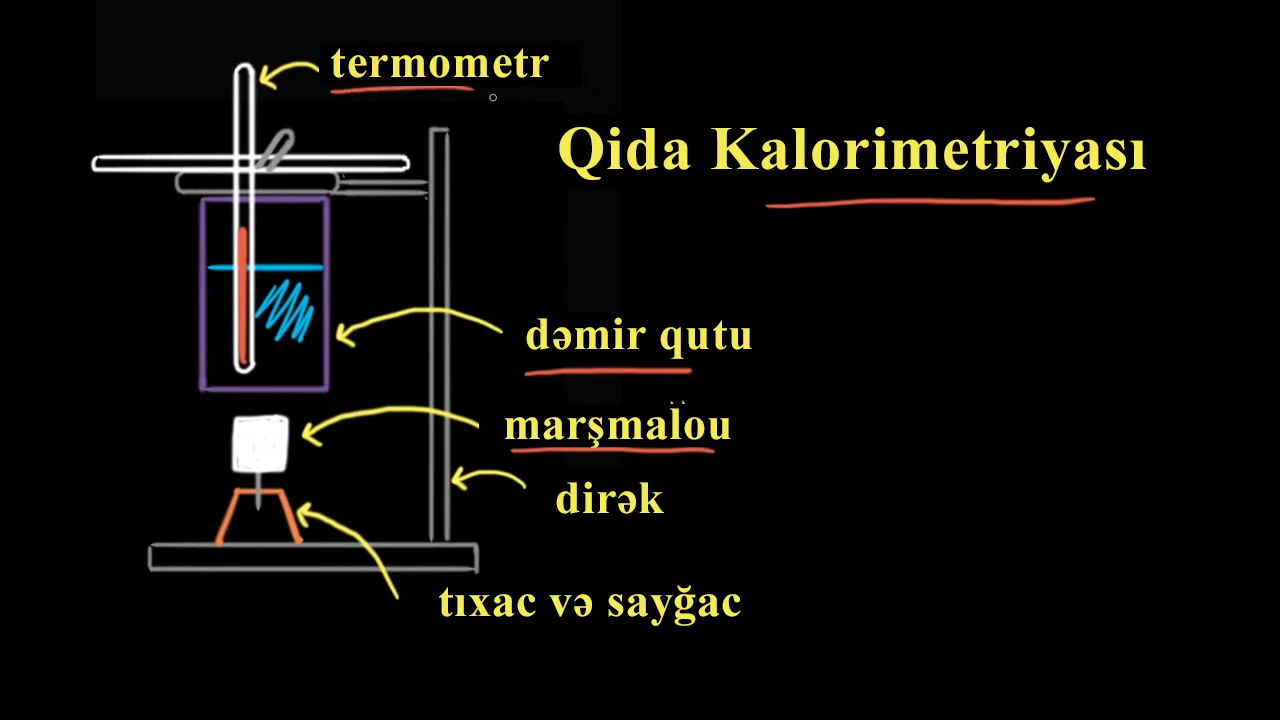 termometr
Qida Kalorimetriyası
dəmir qutu
marşmalou
dirək
tıxac və sayğac